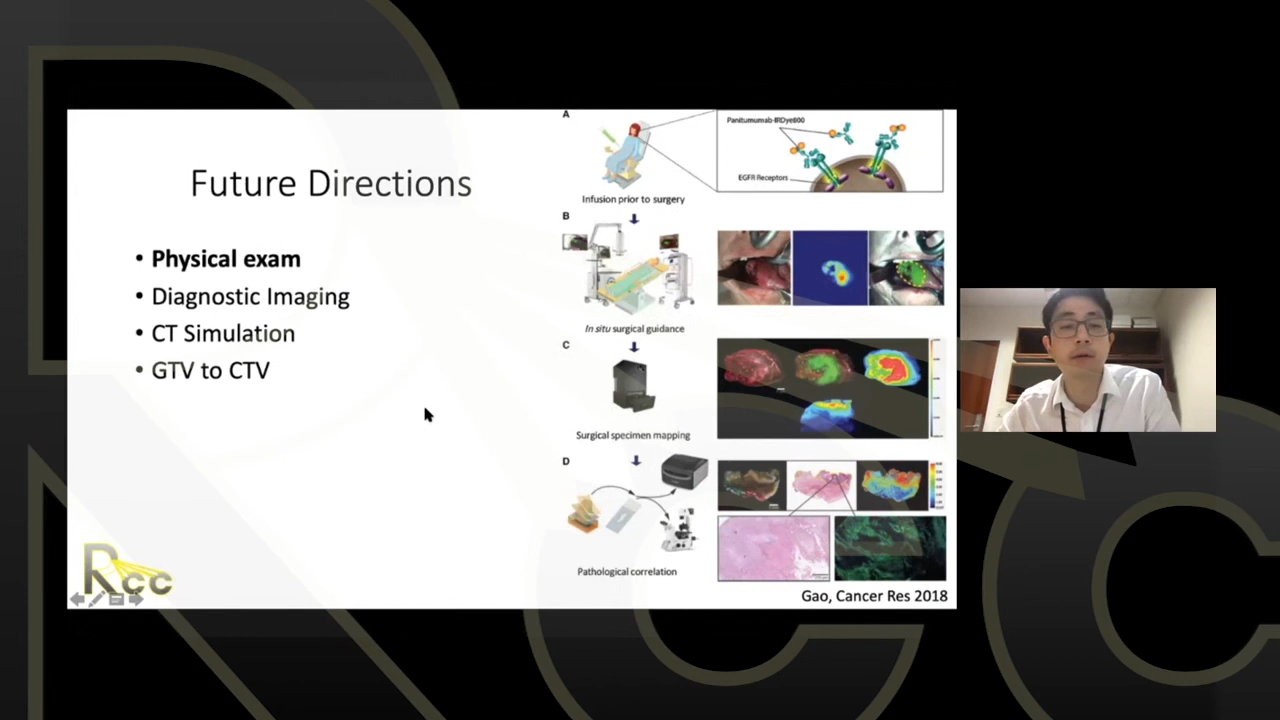 Future Directions
• Physical exam
• Diagnostic Imaging
• CT Simulation
• GTV to CTV
A
Panitumumab-IRDye800
EGFR Receptors
Infusion prior to surgery
B
In situ surgical guidance
C
Surgical specimen mapping
D
Pathological correlation
Gao, Cancer Res 2018
Rcc